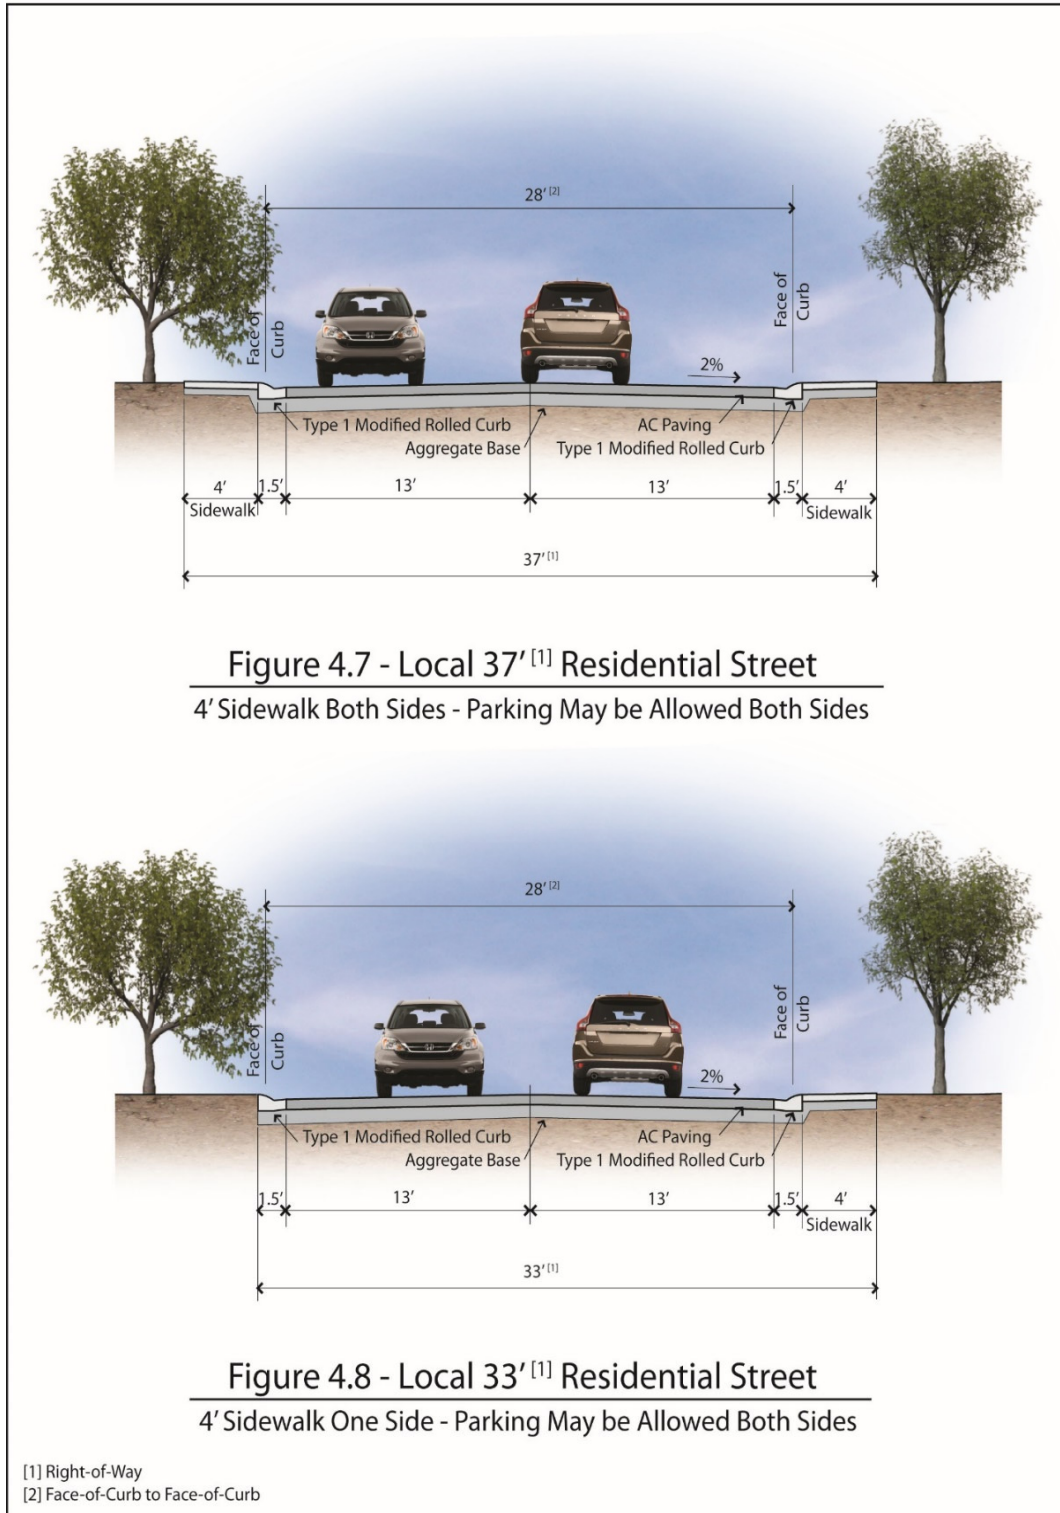 28' [2]
Face of
Curb
Face of
Curb
2%
Type 1 Modified Rolled Curb
AC Paving
Aggregate Base
Type 1 Modified Rolled Curb
4'
1.5'
13'
13'
1.5'
4'
Sidewalk
Sidewalk
37' [1]
Figure 4.7 - Local 37' [1] Residential Street
4' Sidewalk Both Sides - Parking May be Allowed Both Sides
28' [2]
Face of
Curb
Face of
Curb
2%
Type 1 Modified Rolled Curb
AC Paving
Aggregate Base
Type 1 Modified Rolled Curb
1.5'
13'
13'
1.5'
4'
Sidewalk
33' [1]
Figure 4.8 - Local 33' [1] Residential Street
4' Sidewalk One Side - Parking May be Allowed Both Sides
[1] Right-of-Way
[2] Face-of-Curb to Face-of-Curb